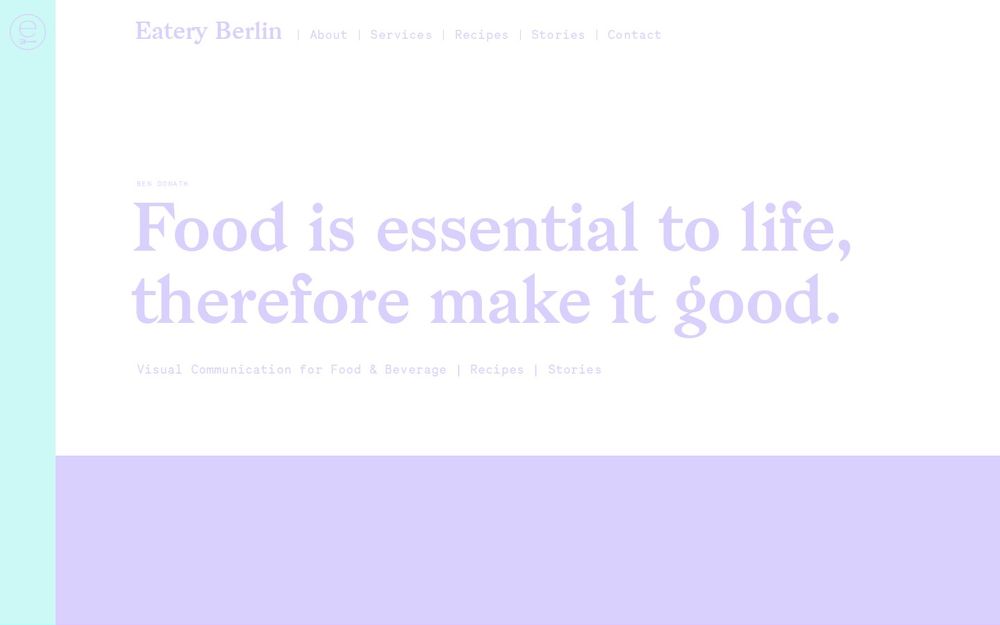 e
Eatery Berlin | About | Services | Recipes | Stories | Contact
BEN DONATH
Food is essential to life,
therefore make it good.
Visual Communication for Food & Beverage | Recipes | Stories